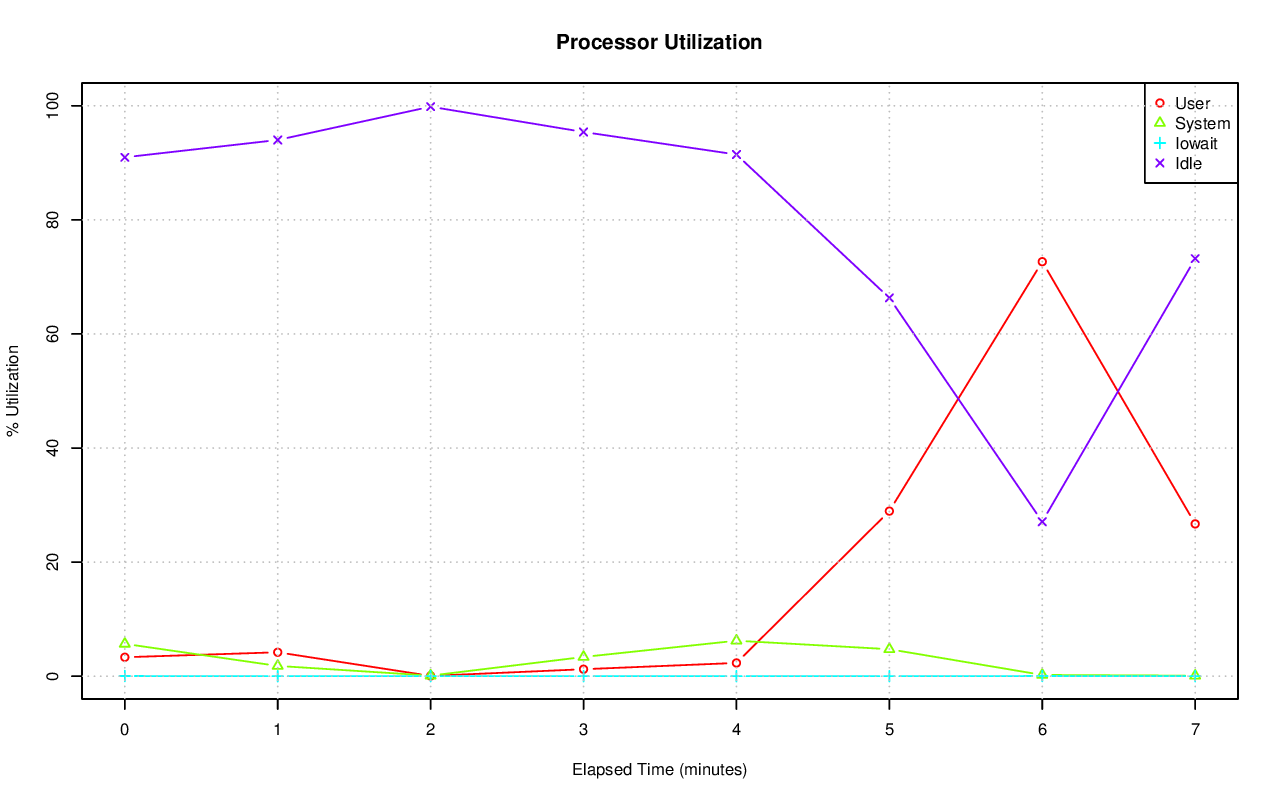 Processor Utilization
% Utilization
100
80
60
40
20
0
User
System
Iowait
Idle
0 1 2 3 4 5 6 7
Elapsed Time (minutes)